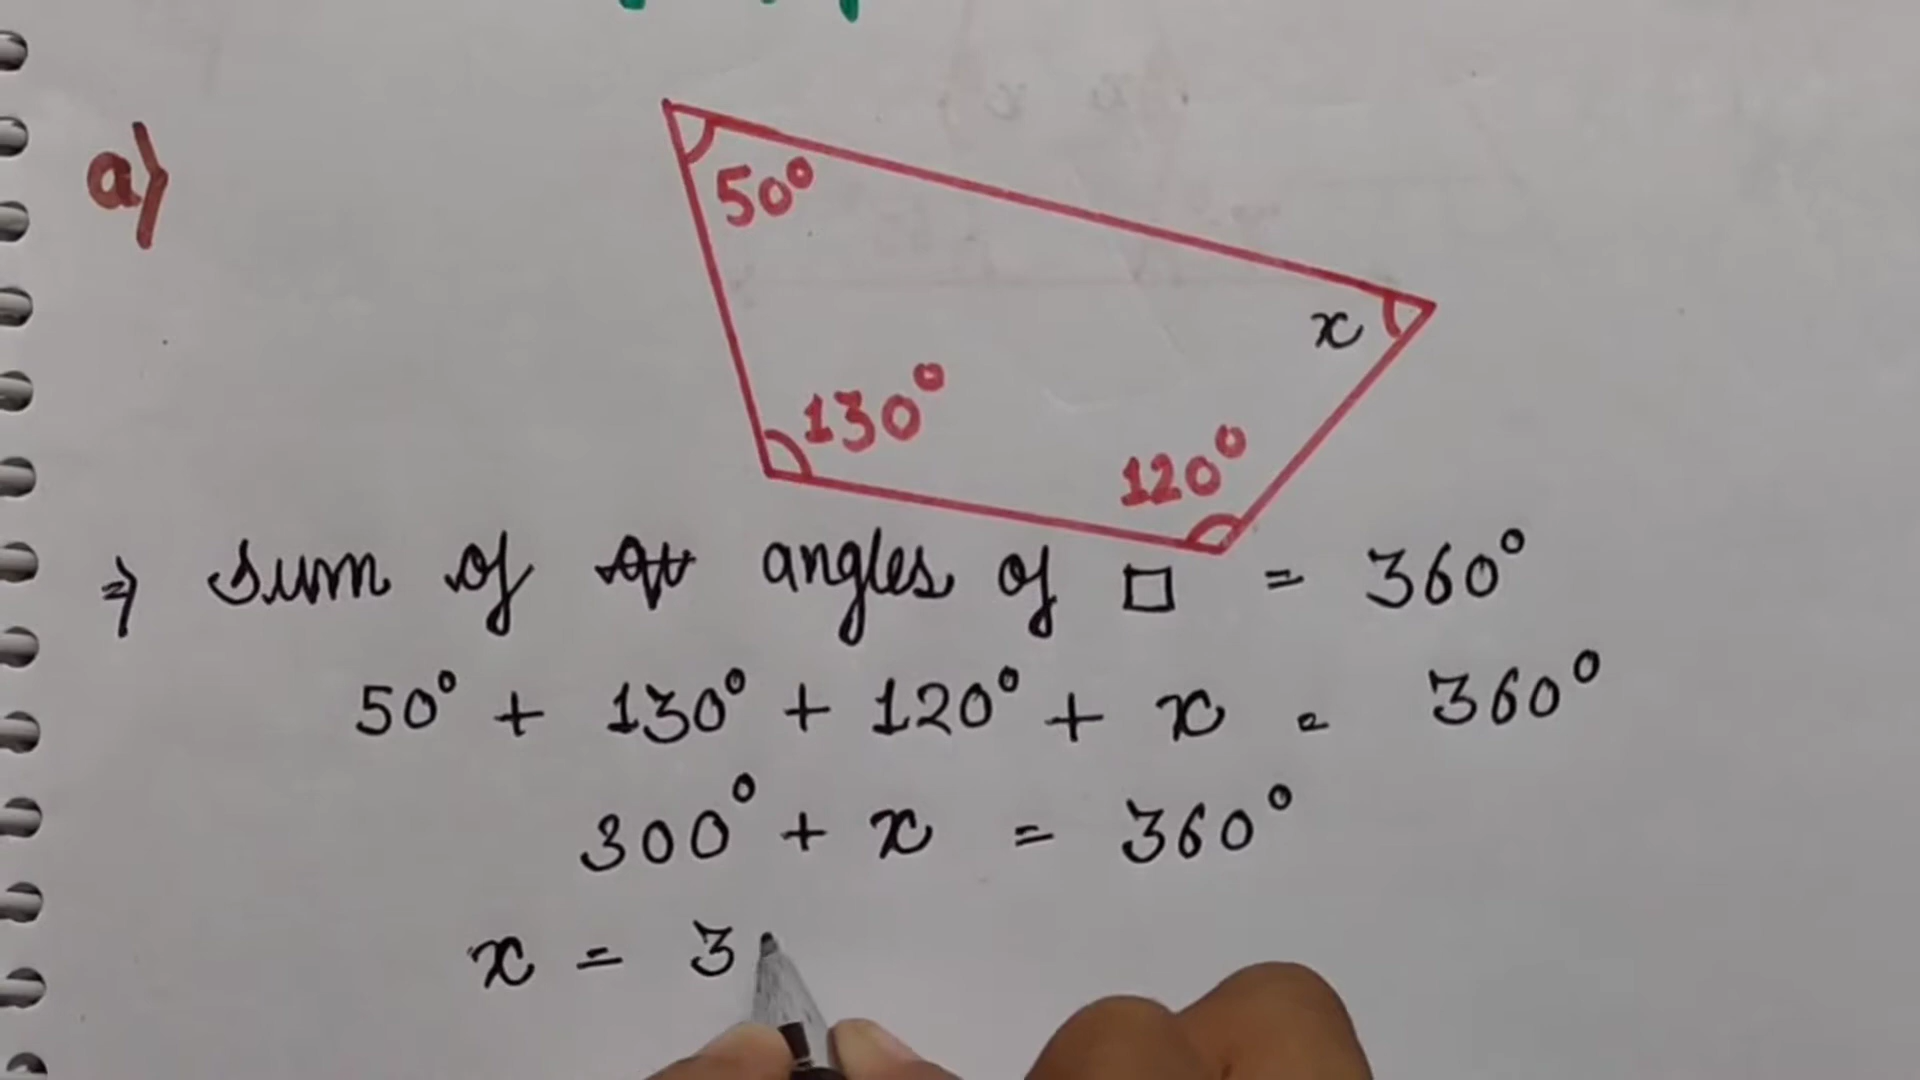 a)
50°
x
130°
120°
⇒ Sum of angles of □ = 360°
50° + 130° + 120° + x = 360°
300° + x = 360°
x = 3